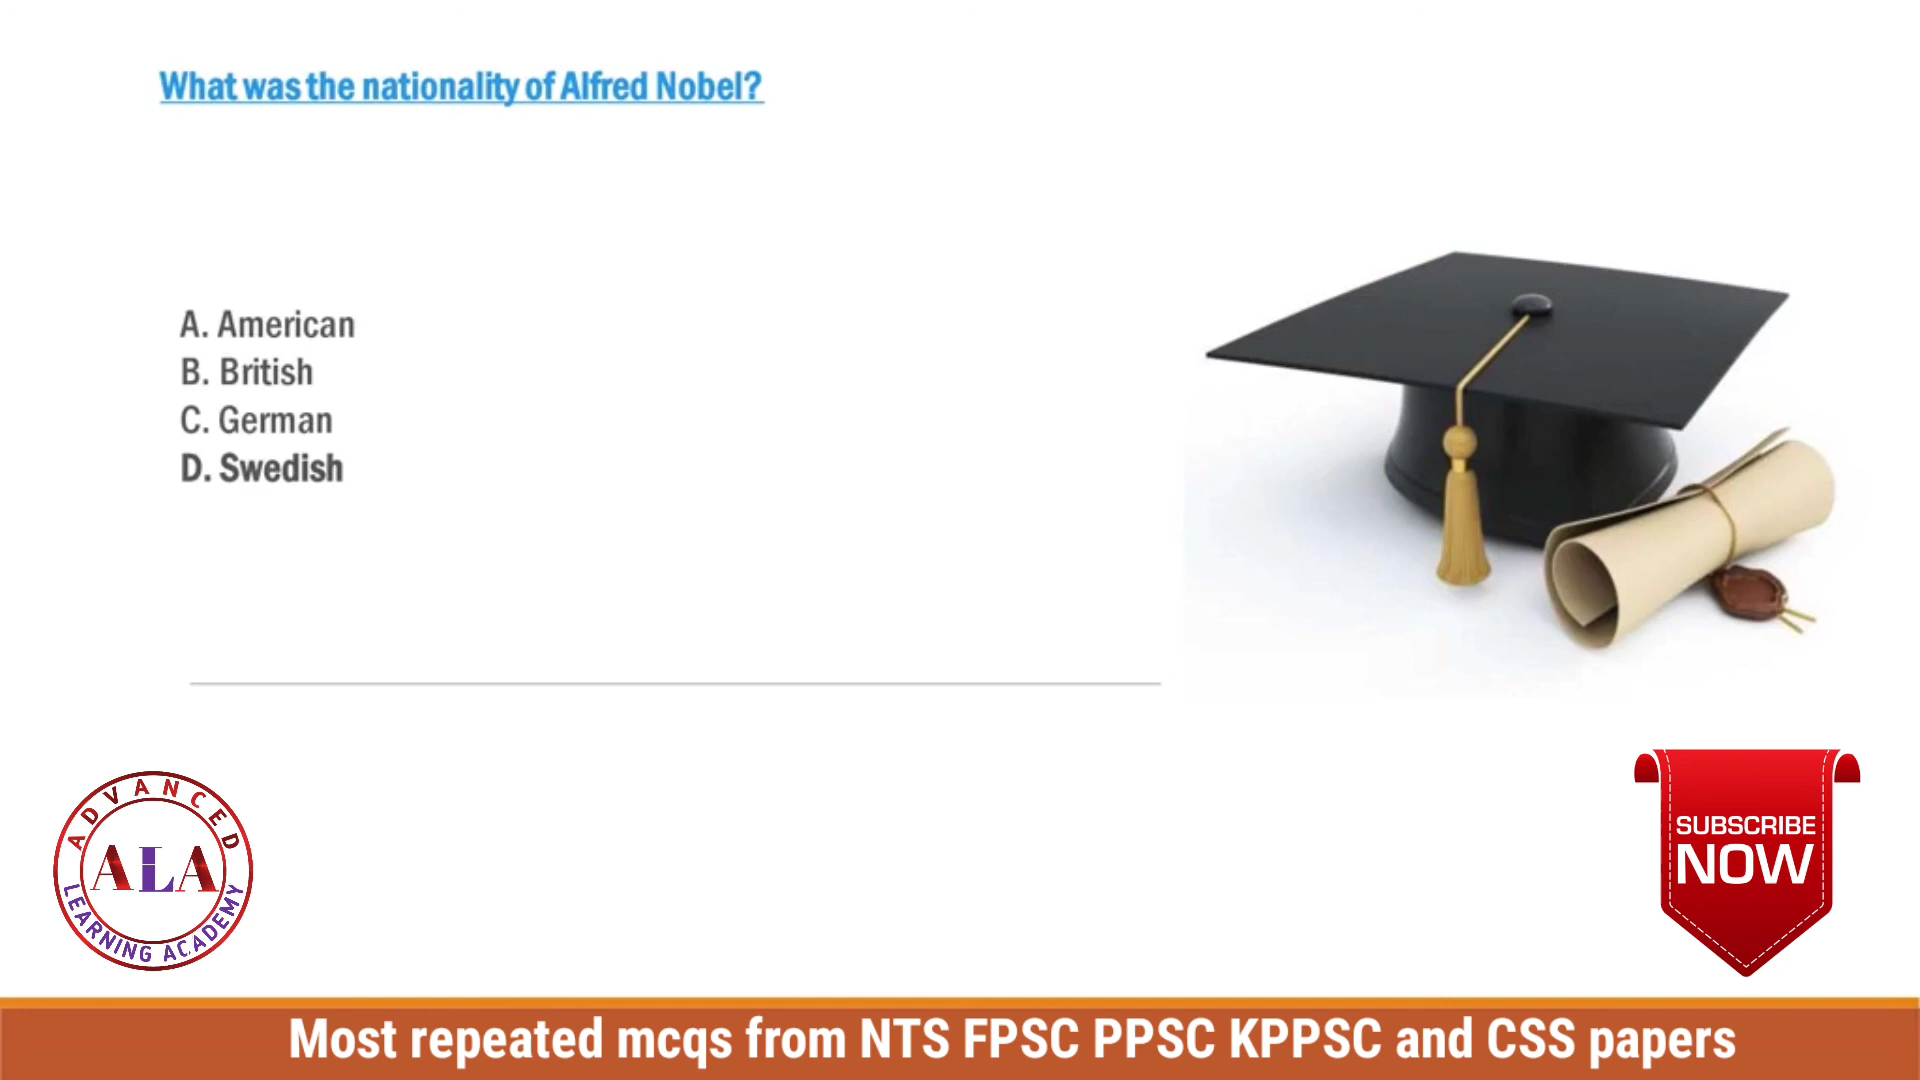 What was the nationality of Alfred Nobel?
A. American
B. British
C. German
D. Swedish
ADVANCED
ALA
LEARNING ACADEMY
SUBSCRIBE
NOW
Most repeated mcqs from NTS FPSC PPSC KPPSC and CSS papers